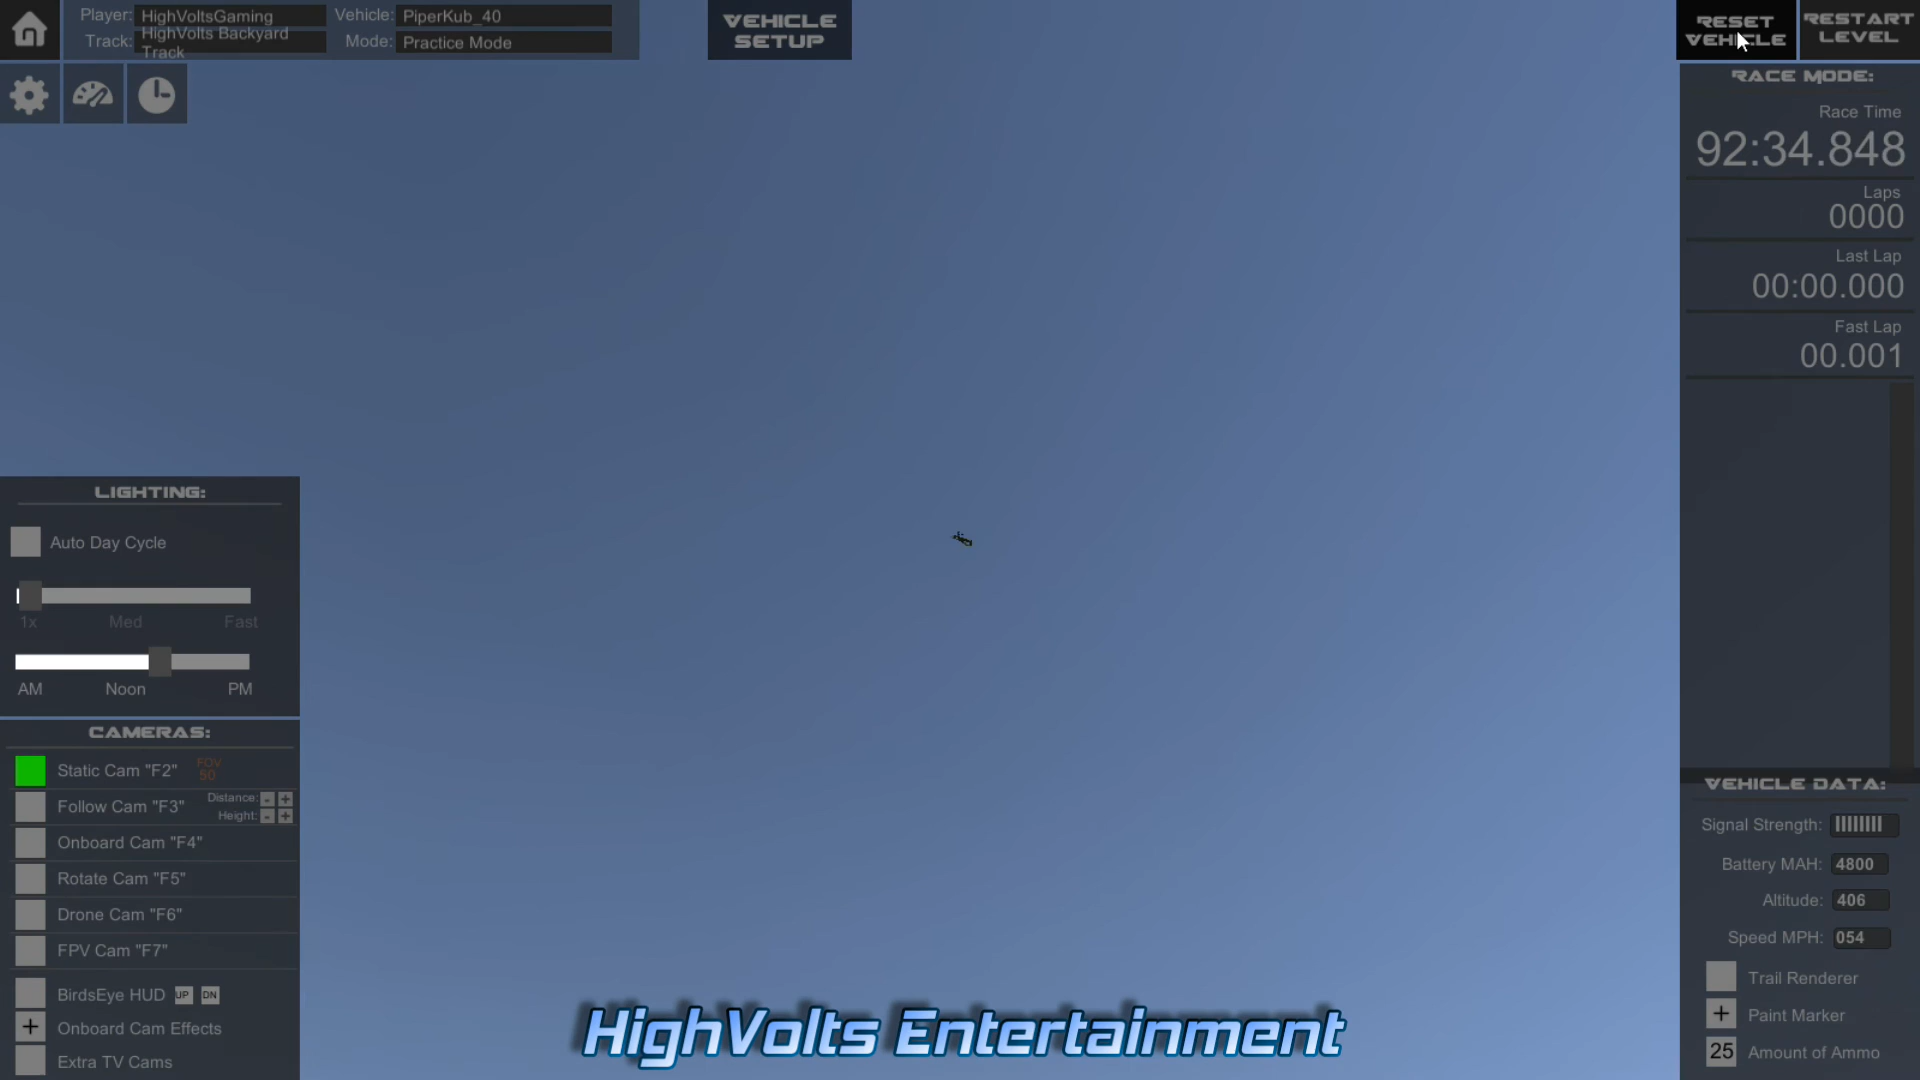 Player: HighVoltsGaming Vehicle: PiperKub_40
Track: HighVolts Backyard Track Mode: Practice Mode
VEHICLE SETUP
RESET VEHICLE
RESTART LEVEL
RACE MODE:
Race Time
92:34.848
Laps
0000
Last Lap
00:00.000
Fast Lap
00.001
LIGHTING:
Auto Day Cycle
1x Med Fast
AM Noon PM
CAMERAS:
Static Cam "F2" FOV 50
Follow Cam "F3" Distance: - +
Height: - +
Onboard Cam "F4"
Rotate Cam "F5"
Drone Cam "F6"
FPV Cam "F7"
BirdsEye HUD UP DN
+ Onboard Cam Effects
Extra TV Cams
VEHICLE DATA:
Signal Strength:
Battery MAH: 4800
Altitude: 406
Speed MPH: 054
Trail Renderer
+ Paint Marker
25 Amount of Ammo
HighVolts Entertainment